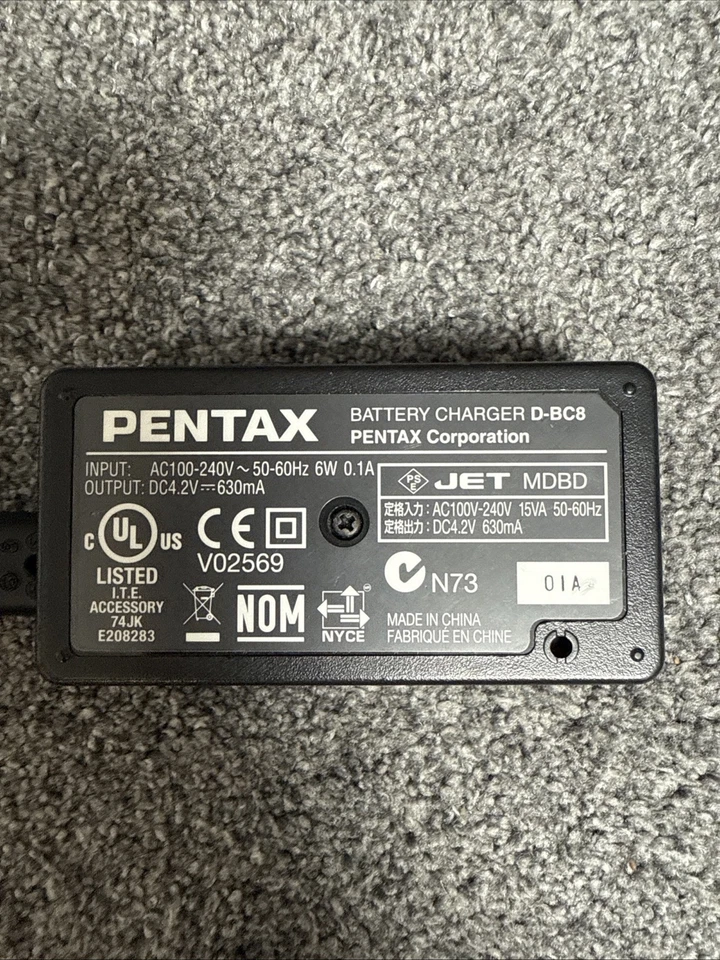 PENTAX
BATTERY CHARGER D-BC8
PENTAX Corporation
INPUT: AC100-240V～50-60Hz 6W 0.1A
OUTPUT: DC4.2V⎓630mA
PS
E
JET MDBD
定格入力：AC100V-240V 15VA 50-60Hz
定格出力：DC4.2V 630mA
C UL US
LISTED
I.T.E.
ACCESSORY
74JK
E208283
CE
V02569
NOM
NYCE
N73
01A
MADE IN CHINA
FABRIQUÉ EN CHINE